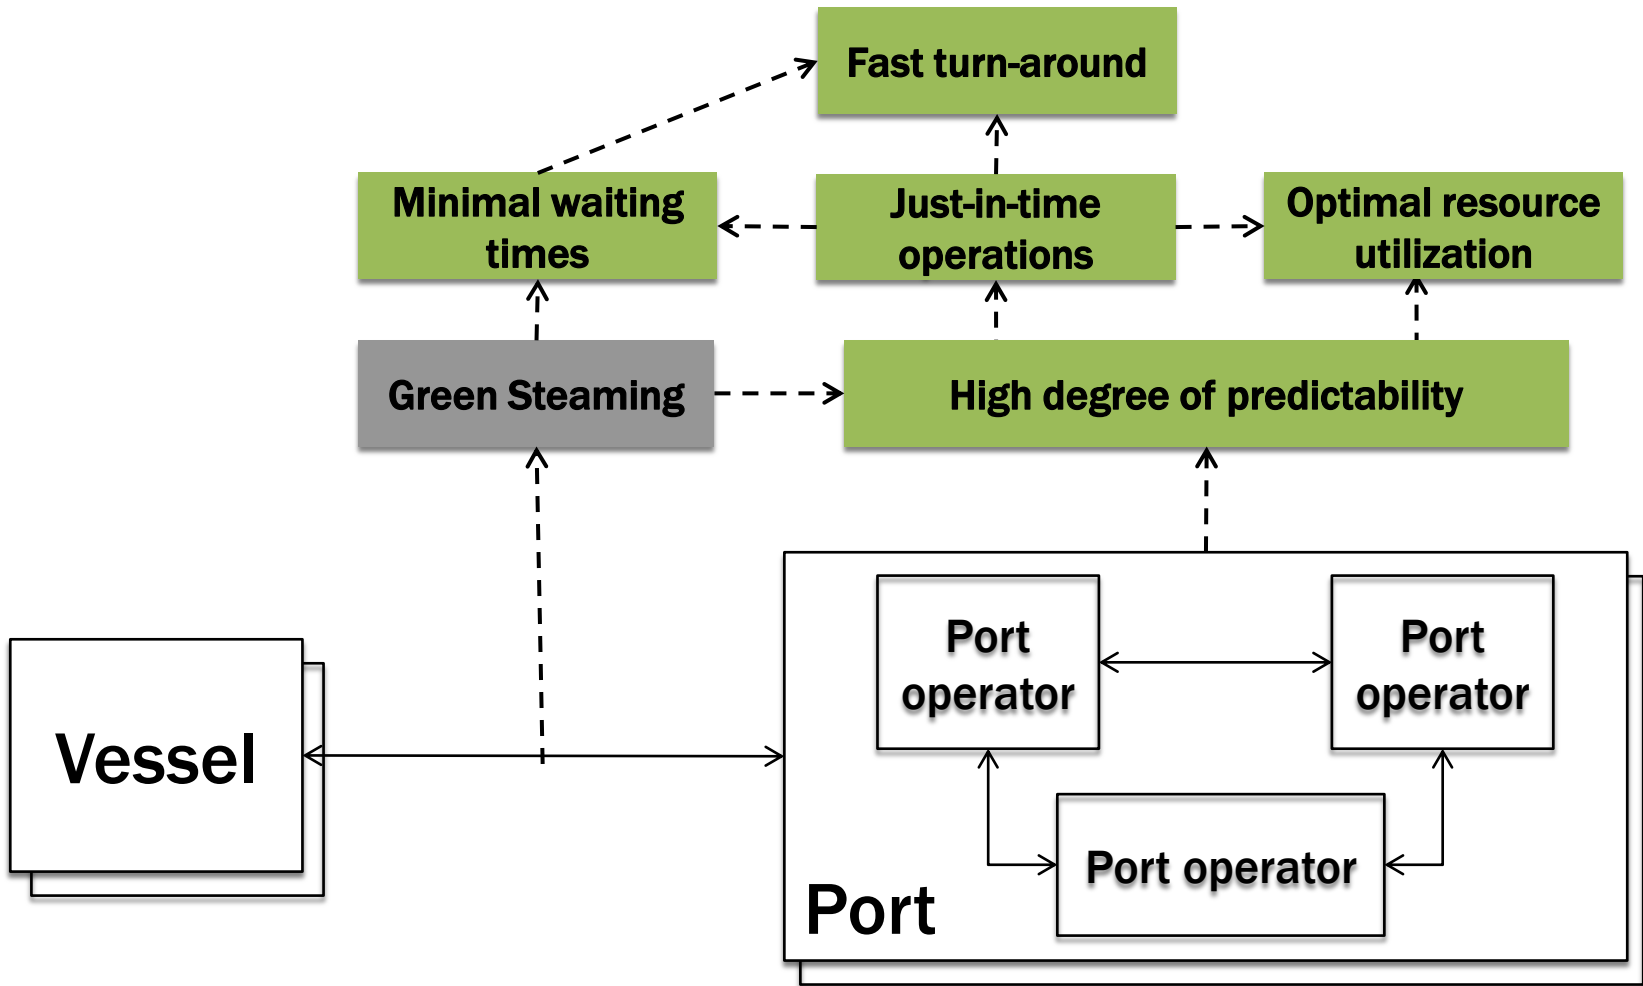 Fast turn-around
Minimal waiting
times
Just-in-time
operations
Optimal resource
utilization
Green Steaming
High degree of predictability
Port
operator
Port
operator
Vessel
Port operator
Port